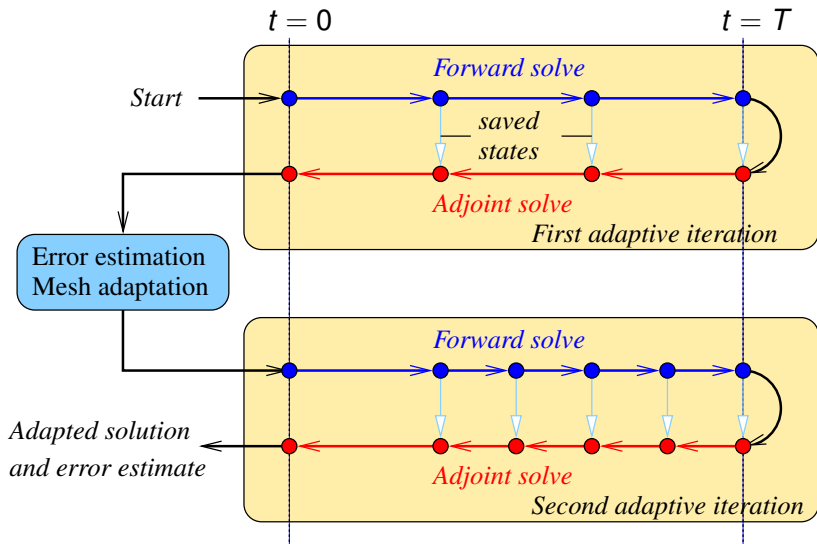 t = 0
t = T
Forward solve
Start
saved
states
Adjoint solve
First adaptive iteration
Error estimation
Mesh adaptation
Forward solve
Adapted solution
and error estimate
Adjoint solve
Second adaptive iteration